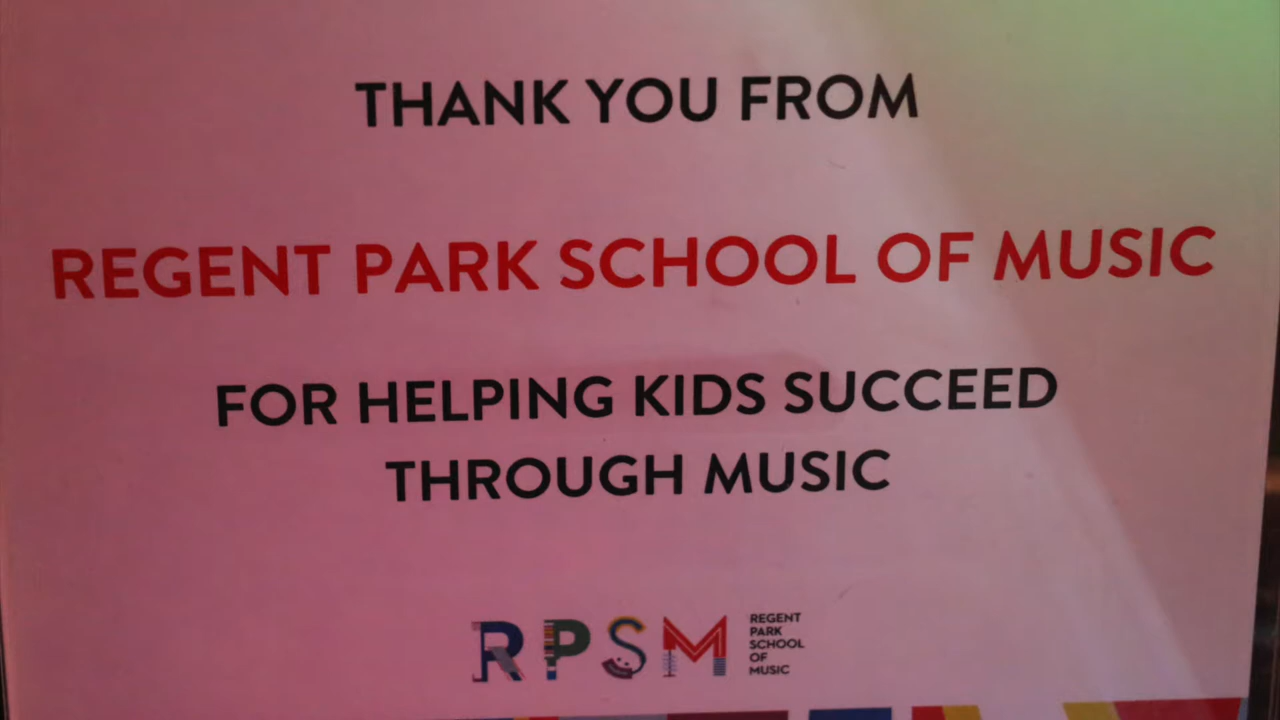 THANK YOU FROM
REGENT PARK SCHOOL OF MUSIC
FOR HELPING KIDS SUCCEED
THROUGH MUSIC
RPSM
REGENT
PARK
SCHOOL
OF
MUSIC